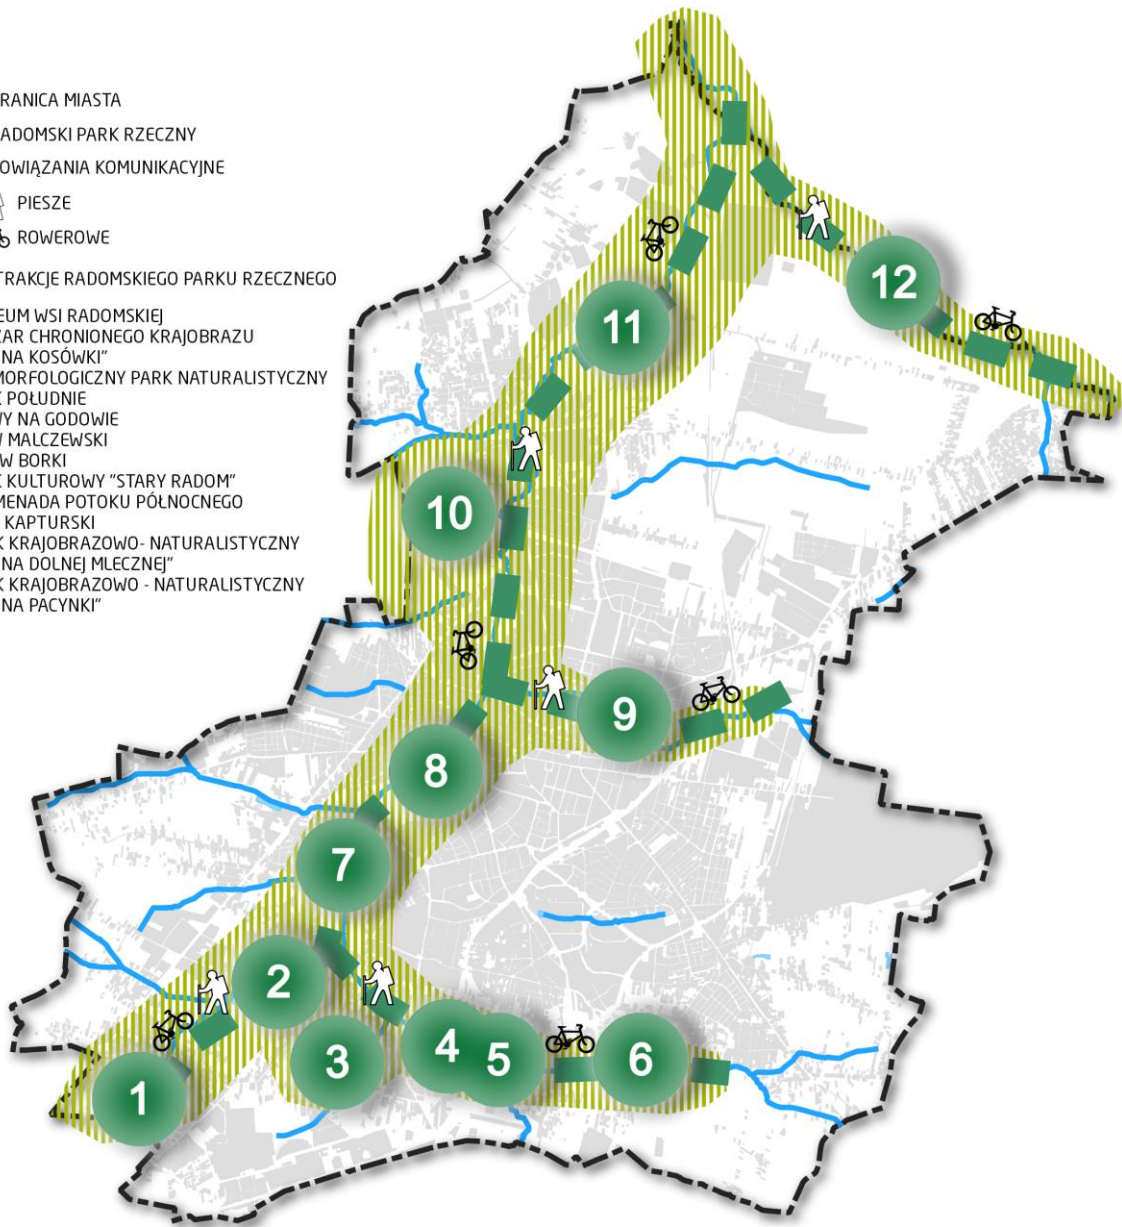 RANICA MIASTA
ADOMSKI PARK RZECZNY
OWIĄZANIA KOMUNIKACYJNE
PIESZE
ROWEROWE
TRAKCJE RADOMSKIEGO PARKU RZECZNEGO
EUM WSI RADOMSKIEJ
ZAR CHRONIONEGO KRAJOBRAZU
NA KOSÓWKI"
MORFOLOGICZNY PARK NATURALISTYCZNY
K POŁUDNIE
WY NA GODOWIE
W MALCZEWSKI
W BORKI
K KULTUROWY "STARY RADOM"
MENADA POTOKU PÓŁNOCNEGO
KAPTURSKI
K KRAJOBRAZOWO- NATURALISTYCZNY
NA DOLNEJ MLECZNEJ"
K KRAJOBRAZOWO - NATURALISTYCZNY
NA PACYNKI"
12
11
10
9
8
7
2
4
5
6
3
1